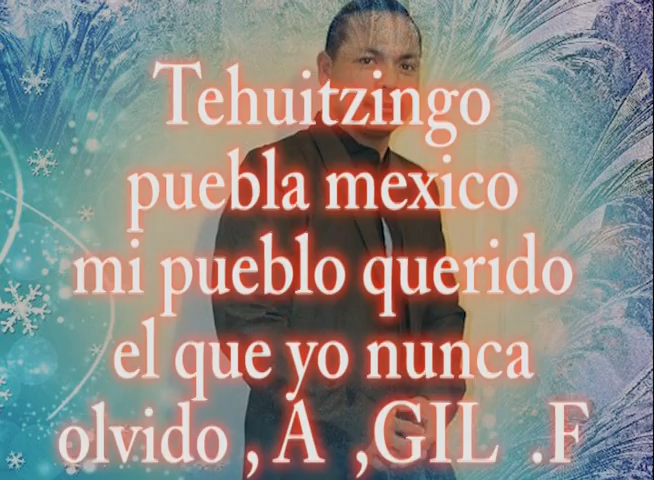 Tehuitzingo
puebla mexico
mi pueblo querido
el que yo nunca
olvido , A ,GIL .F